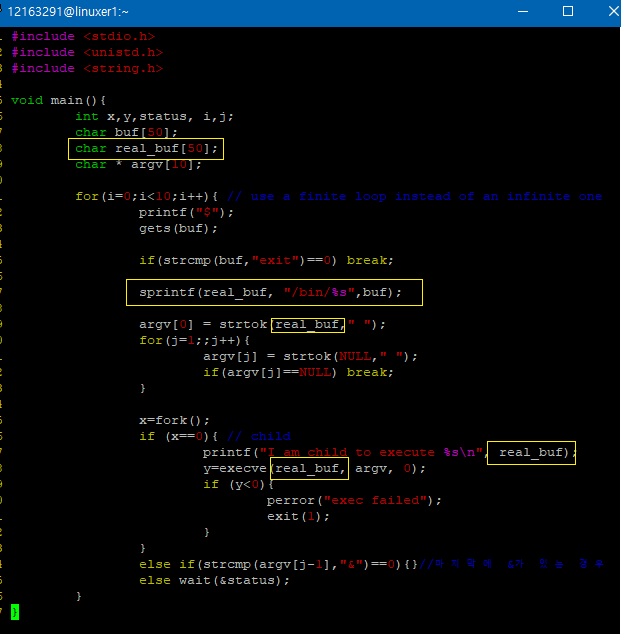 12163291@linuxer1:~
#include <stdio.h>
#include <unistd.h>
#include <string.h>
void main(){
int x,y,status, i,j;
char buf[50];
char real_buf[50];
char * argv[10];
for(i=0;i<10;i++){ // use a finite loop instead of an infinite one
printf("$");
gets(buf);
if(strcmp(buf,"exit")==0) break;
sprintf(real_buf, "/bin/%s",buf);
argv[0] = strtok(real_buf," ");
for(j=1;;j++){
argv[j] = strtok(NULL," ");
if(argv[j]==NULL) break;
}
x=fork();
if (x==0){ // child
printf("I am child to execute %s\n", real_buf);
y=execve(real_buf, argv, 0);
if (y<0){
perror("exec failed");
exit(1);
}
}
else if(strcmp(argv[j-1],"&")==0){}//
else wait(&status);
}
}